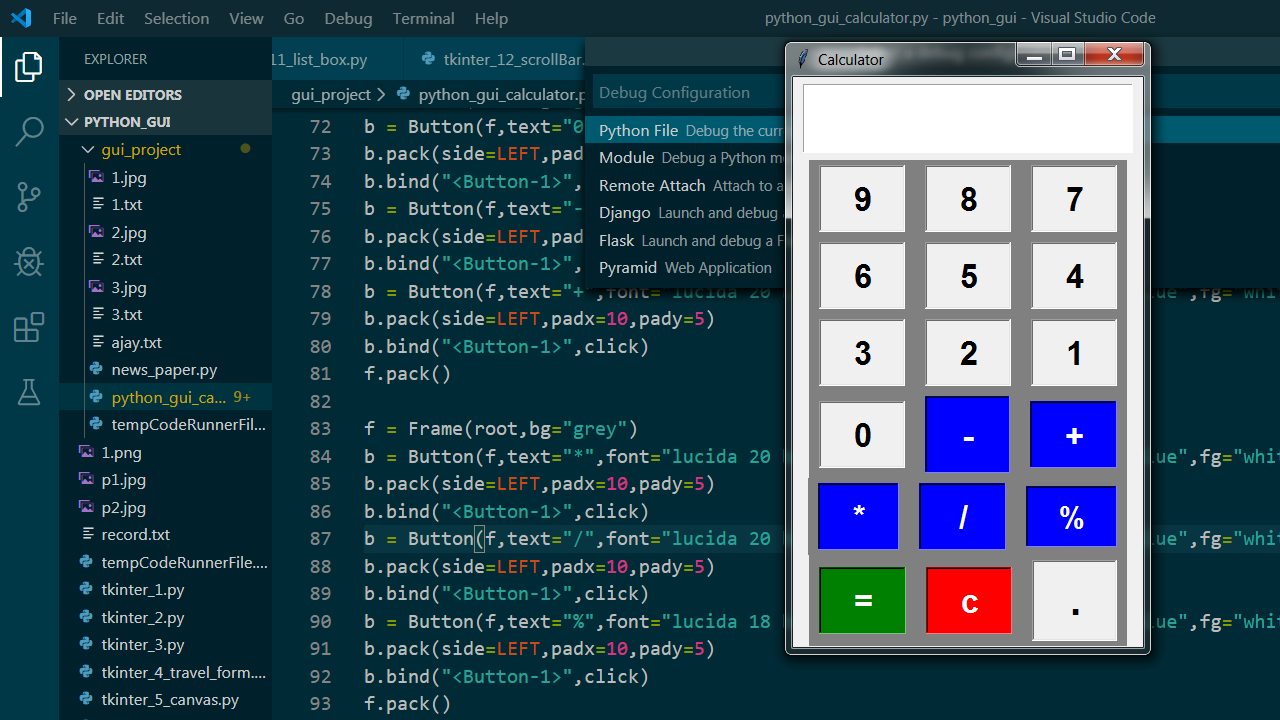 File Edit Selection View Go Debug Terminal Help python_gui_calculator.py - python_gui - Visual Studio Code
EXPLORER
OPEN EDITORS
PYTHON_GUI
gui_project
1.jpg
1.txt
2.jpg
2.txt
3.jpg
3.txt
ajay.txt
news_paper.py
python_gui_ca... 9+
tempCodeRunnerFil...
1.png
p1.jpg
p2.jpg
record.txt
tempCodeRunnerFile....
tkinter_1.py
tkinter_2.py
tkinter_3.py
tkinter_4_travel_form....
tkinter_5_canvas.py
11_list_box.py tkinter_12_scrollBar.
gui_project > python_gui_calculator.p
Debug Configuration
Python File Debug the curr
Module Debug a Python mo
Remote Attach Attach to a
Django Launch and debug
Flask Launch and debug a F
Pyramid Web Application
72 b = Button(f,text="0
73 b.pack(side=LEFT,pad
74 b.bind("<Button-1>",
75 b = Button(f,text="-
76 b.pack(side=LEFT,pad
77 b.bind("<Button-1>",
78 b = Button(f,text="+",font="lucida 20 ue",fg="whi
79 b.pack(side=LEFT,padx=10,pady=5)
80 b.bind("<Button-1>",click)
81 f.pack()
82
83 f = Frame(root,bg="grey")
84 b = Button(f,text="*",font="lucida 20 b ue",fg="whi
85 b.pack(side=LEFT,padx=10,pady=5)
86 b.bind("<Button-1>",click)
87 b = Button(f,text="/",font="lucida 20 b ue",fg="whi
88 b.pack(side=LEFT,padx=10,pady=5)
89 b.bind("<Button-1>",click)
90 b = Button(f,text="%",font="lucida 18 b ue",fg="whi
91 b.pack(side=LEFT,padx=10,pady=5)
92 b.bind("<Button-1>",click)
93 f.pack()
Calculator
9 8 7
6 5 4
3 2 1
0 - +
* / %
= c .